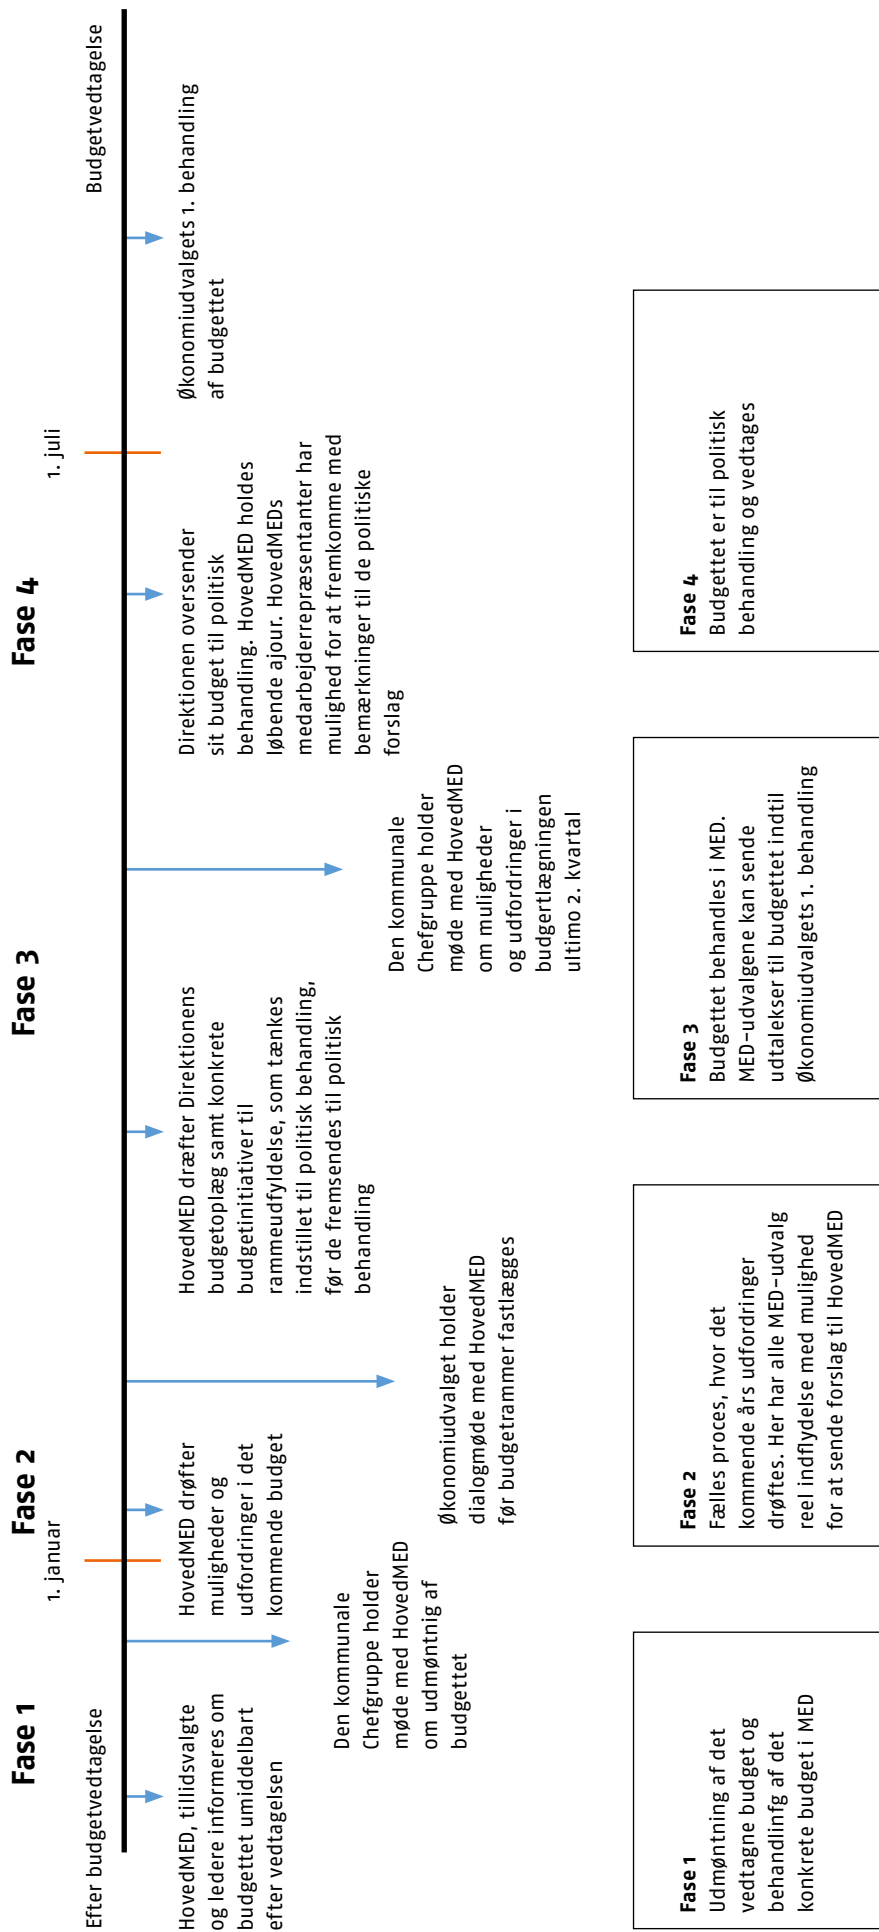 Fase 1
Fase 2
Fase 3
Fase 4
Efter budgetvedtagelse
1. januar
1. juli
Budgetvedtagelse
HovedMED, tillidsvalgte
og ledere informeres om
budgettet umiddelbart
efter vedtagelsen
Den kommunale
Chefgruppe holder
møde med HovedMED
om udmøntnig af
budgettet
HovedMED drøfter
muligheder og
udfordringer i det
kommende budget
Økonomiudvalget holder
dialogmøde med HovedMED
før budgetrammer fastlægges
HovedMED dræfter Direktionens
budgetoplæg samt konkrete
budgetinitiativer til
rammeudfyldelse, som tænkes
indstillet til politisk behandling,
før de fremsendes til politisk
behandling
Den kommunale
Chefgruppe holder
møde med HovedMED
om muligheder
og udfordringer i
budgertlægningen
ultimo 2. kvartal
Direktionen oversender
sit budget til politisk
behandling. HovedMED holdes
løbende ajour. HovedMEDs
medarbejderrepræsentanter har
mulighed for at fremkomme med
bemærkninger til de politiske
forslag
Økonomiudvalgets 1. behandling
af budgettet
Fase 1
Udmøntning af det
vedtagne budget og
behandlinfg af det
konkrete budget i MED
Fase 2
Fælles proces, hvor det
kommende års udfordringer
drøftes. Her har alle MED-udvalg
reel indflydelse med mulighed
for at sende forslag til HovedMED
Fase 3
Budgettet behandles i MED.
MED-udvalgene kan sende
udtalekser til budgettet indtil
Økonomiudvalgets 1. behandling
Fase 4
Budgettet er til politisk
behandling og vedtages